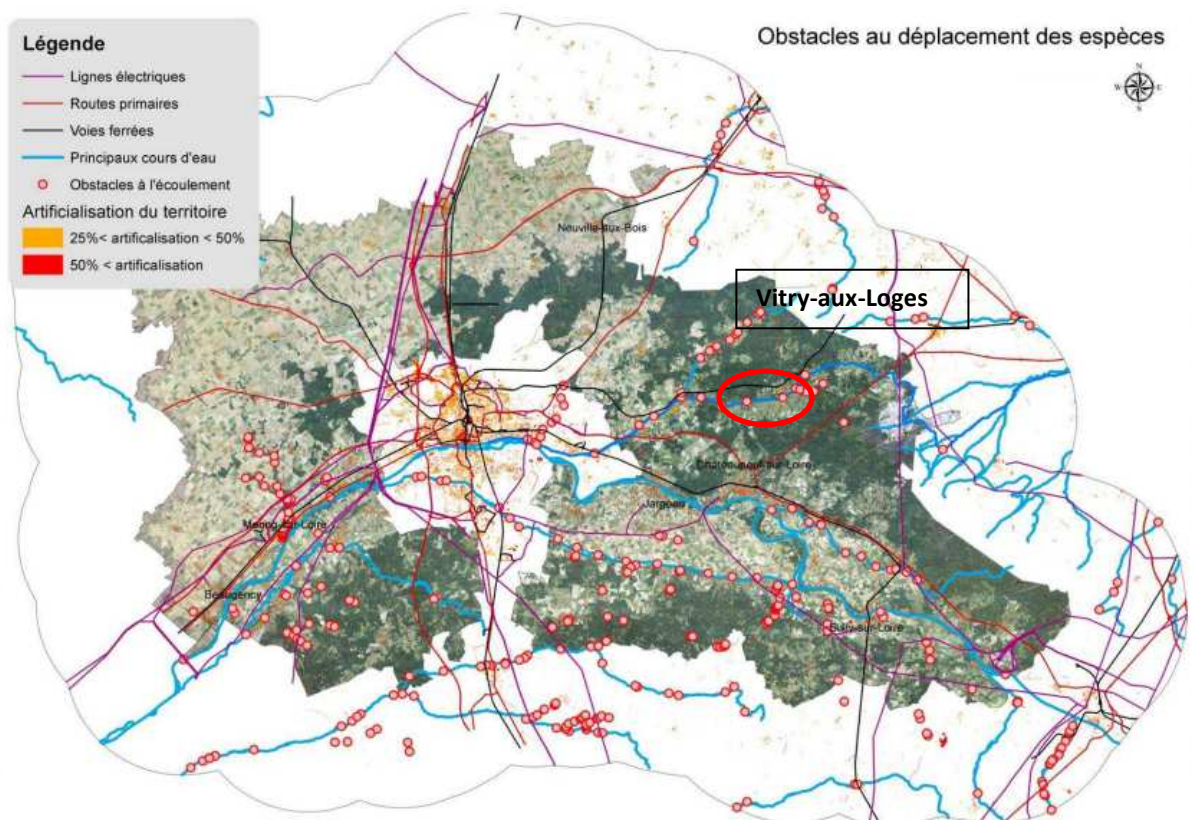 Obstacles au déplacement des espèces
Légende
Lignes électriques
Routes primaires
Voies ferrées
Principaux cours d'eau
Obstacles à l'écoulement
Artificialisation du territoire
25%< artificalisation < 50%
50% < artificalisation
N
W
E
S
Neuville-aux-Bois
Vitry-aux-Loges
Châteauneuf-sur-Loire
Jargeau
Meung-sur-Loire
Beaugency
Sully-sur-Loire